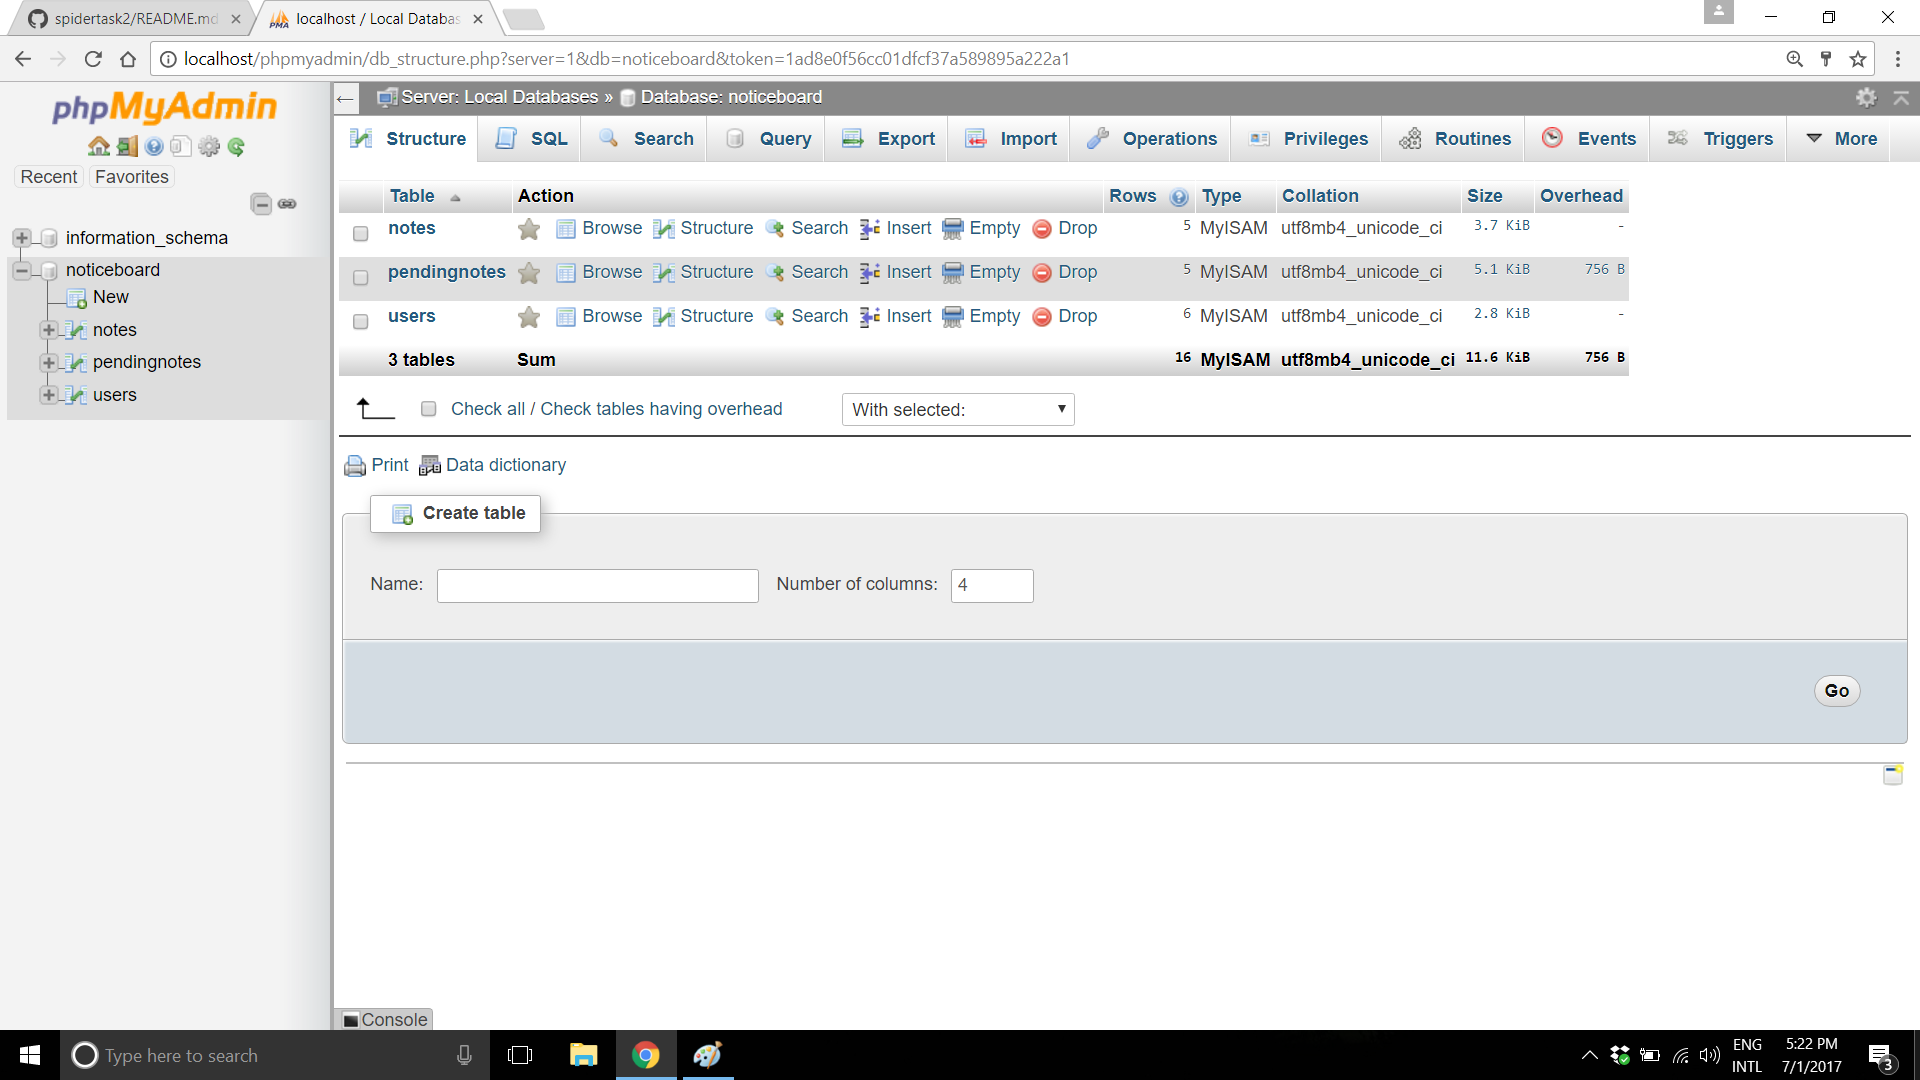 spidertask2/README.md
localhost / Local Databas
localhost/phpmyadmin/db_structure.php?server=1&db=noticeboard&token=1ad8e0f56cc01dfcf37a589895a222a1
phpMyAdmin
Recent Favorites
information_schema
noticeboard
New
notes
pendingnotes
users
Server: Local Databases » Database: noticeboard
Structure SQL Search Query Export Import Operations Privileges Routines Events Triggers More
Table Action Rows Type Collation Size Overhead
notes Browse Structure Search Insert Empty Drop 5 MyISAM utf8mb4_unicode_ci 3.7 KiB -
pendingnotes Browse Structure Search Insert Empty Drop 5 MyISAM utf8mb4_unicode_ci 5.1 KiB 756 B
users Browse Structure Search Insert Empty Drop 6 MyISAM utf8mb4_unicode_ci 2.8 KiB -
3 tables Sum 16 MyISAM utf8mb4_unicode_ci 11.6 KiB 756 B
Check all / Check tables having overhead With selected:
Print Data dictionary
Create table
Name: Number of columns: 4
Go
Console
Type here to search
ENG
INTL
5:22 PM
7/1/2017
3